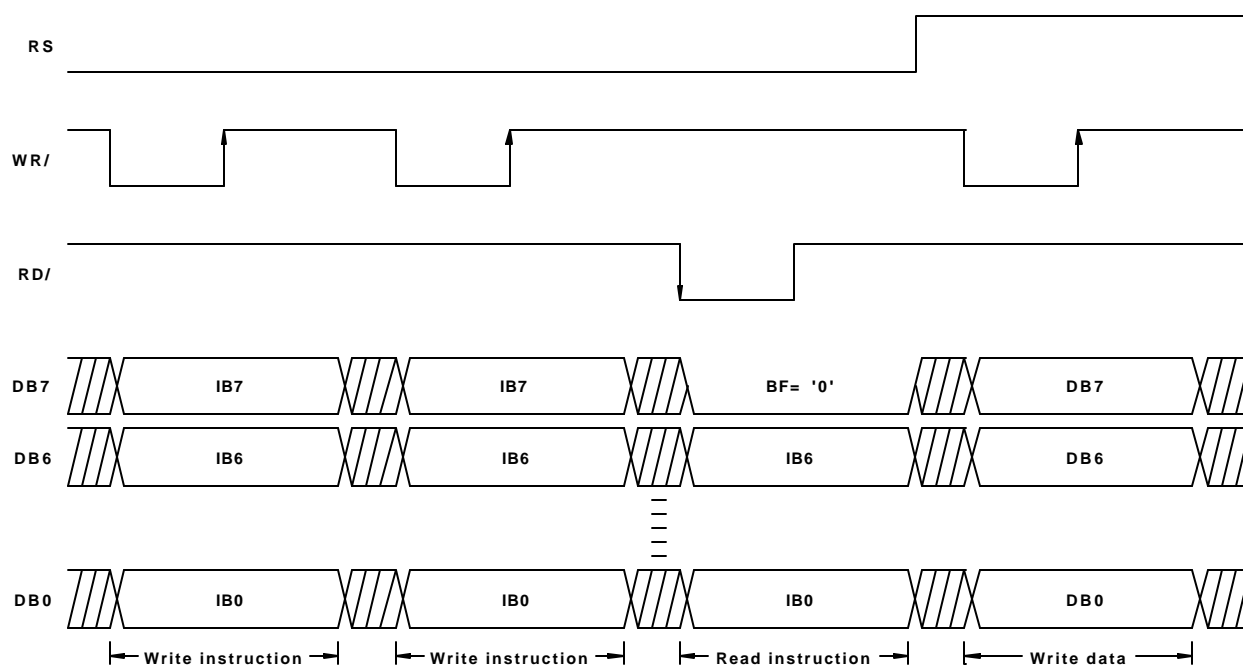 RS
WR/
RD/
DB7 IB7 IB7 BF= '0' DB7
DB6 IB6 IB6 IB6 DB6
DB0 IB0 IB0 IB0 DB0
Write instruction Write instruction Read instruction Write data